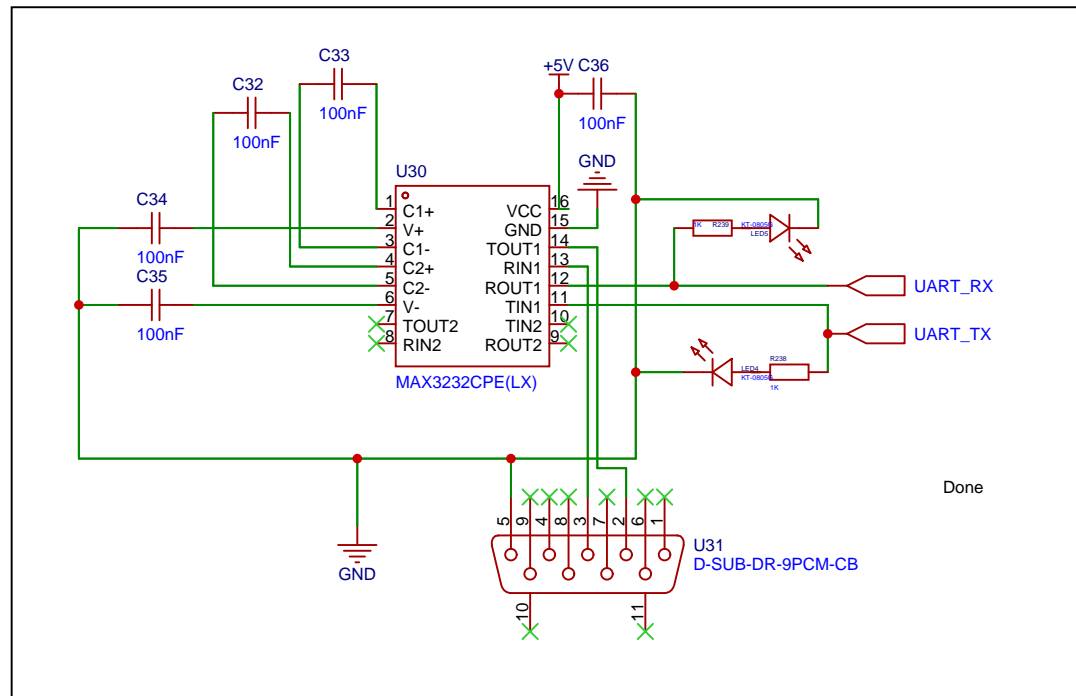 C33
100nF
C32
100nF
+5V C36
100nF
GND
U30
C34
100nF
C35
100nF
1 C1+
2 V+
3 C1-
4 C2+
5 C2-
6 V-
7 TOUT2
8 RIN2
VCC 16
GND 15
TOUT1 14
RIN1 13
ROUT1 12
TIN1 11
TIN2 10
ROUT2 9
MAX3232CPE(LX)
1K R239 KT-0805G
LED5
UART_RX
UART_TX
LED4
KT-0805G
R238
1K
Done
GND
5 9 4 8 3 7 2 6 1
U31
D-SUB-DR-9PCM-CB
10 11